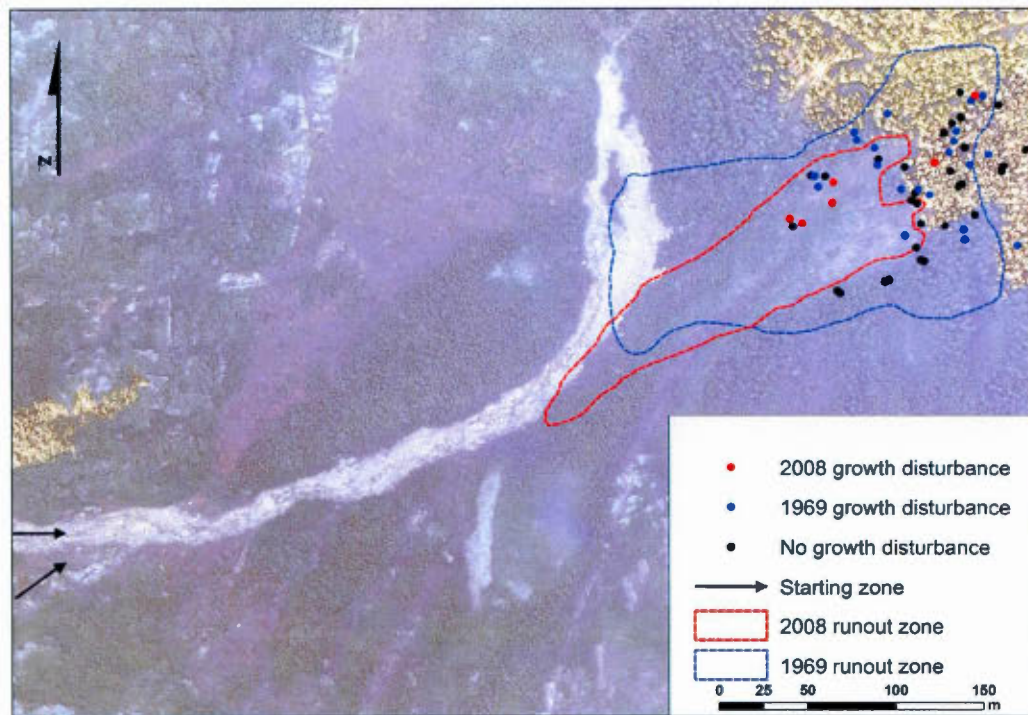 N
2008 growth disturbance
1969 growth disturbance
No growth disturbance
Starting zone
2008 runout zone
1969 runout zone
0 25 50 100 150
m